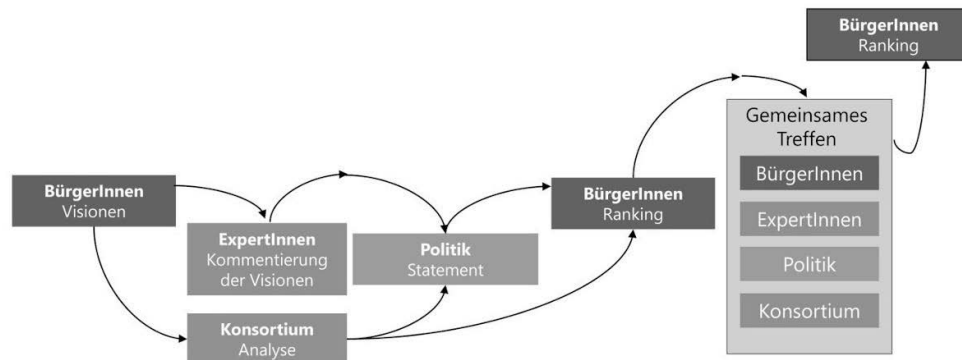 BürgerInnen
Visionen
ExpertInnen
Kommentierung
der Visionen
Konsortium
Analyse
Politik
Statement
BürgerInnen
Ranking
Gemeinsames
Treffen
BürgerInnen
ExpertInnen
Politik
Konsortium
BürgerInnen
Ranking